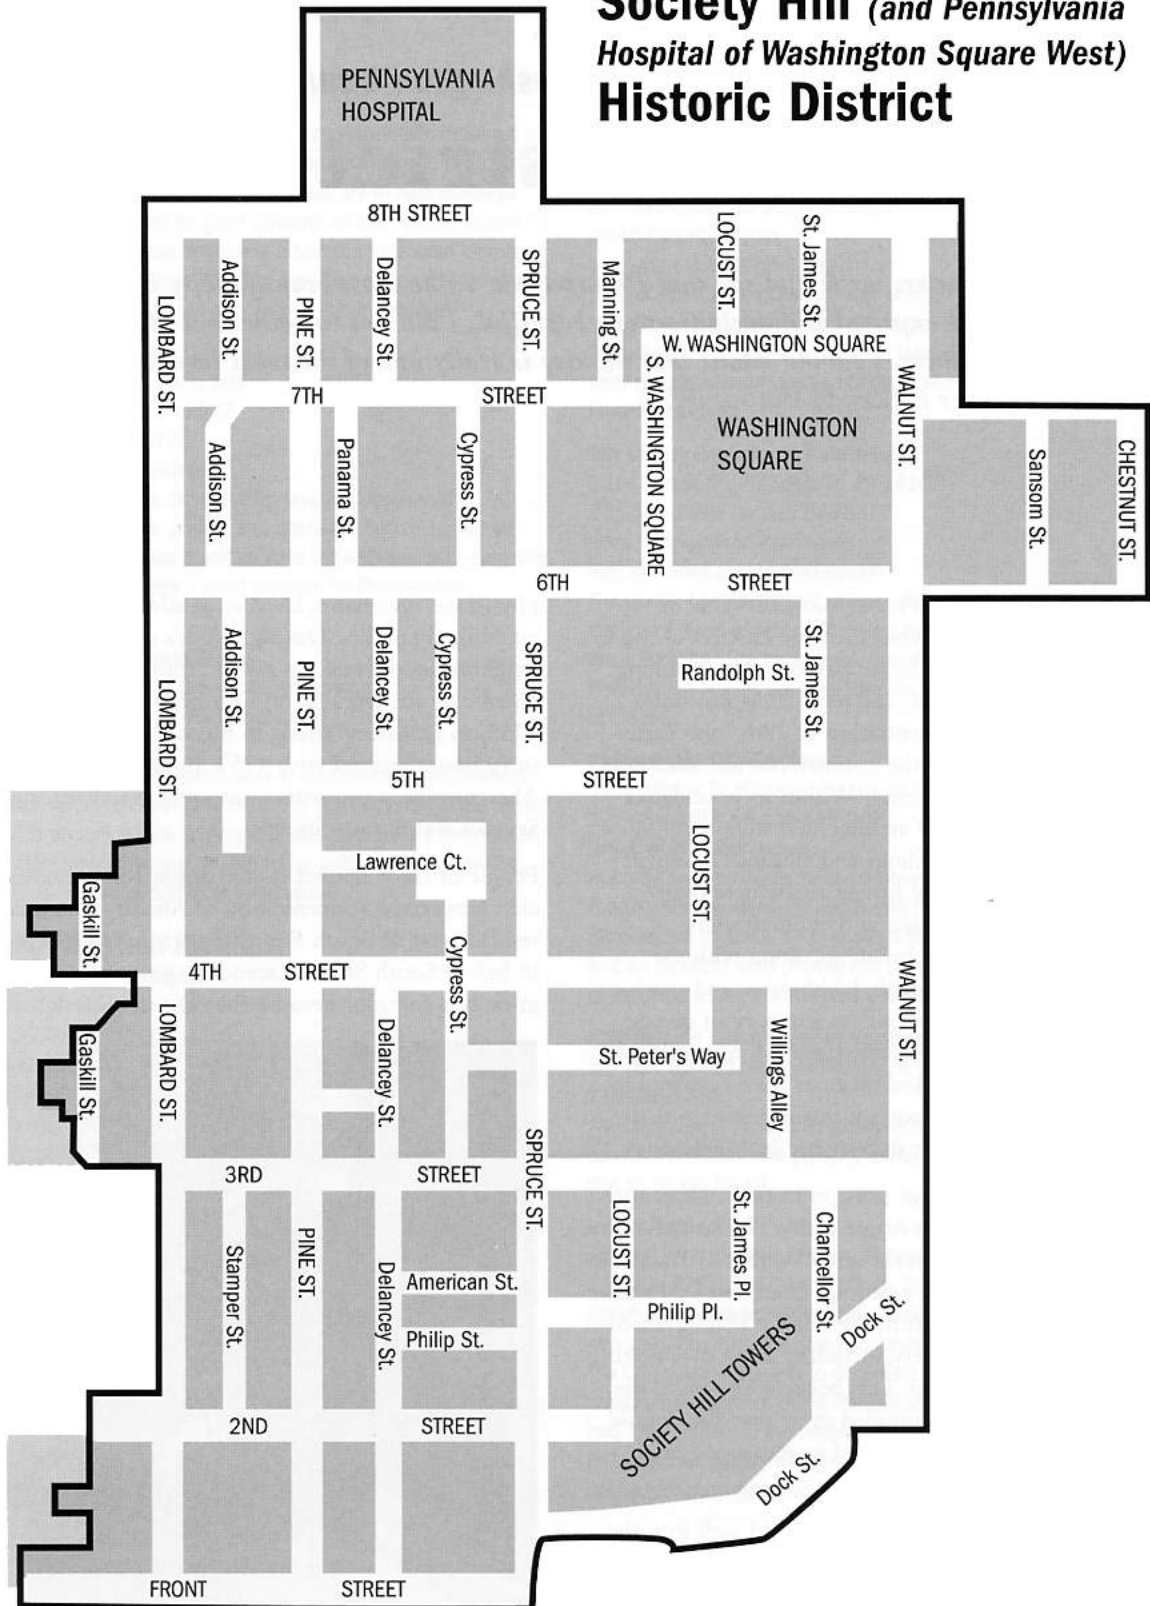 Society Hill (and Pennsylvania
Hospital of Washington Square West)
Historic District
PENNSYLVANIA
HOSPITAL
8TH STREET
LOMBARD ST.
Addison St.
PINE ST.
Delancey St.
SPRUCE ST.
Manning St.
LOCUST ST.
St. James St.
W. WASHINGTON SQUARE
7TH STREET
S. WASHINGTON SQUARE
WASHINGTON
SQUARE
WALNUT ST.
Addison St.
Panama St.
Cypress St.
Sansom St.
CHESTNUT ST.
6TH STREET
LOMBARD ST.
Addison St.
PINE ST.
Delancey St.
Cypress St.
SPRUCE ST.
Randolph St.
St. James St.
5TH STREET
Lawrence Ct.
LOCUST ST.
Gaskill St.
Cypress St.
4TH STREET
WALNUT ST.
Gaskill St.
LOMBARD ST.
Delancey St.
St. Peter's Way
Willings Alley
3RD STREET
SPRUCE ST.
Stamper St.
PINE ST.
Delancey St.
American St.
Philip St.
LOCUST ST.
St. James Pl.
Philip Pl.
Chancellor St.
Dock St.
SOCIETY HILL TOWERS
2ND STREET
Dock St.
FRONT STREET